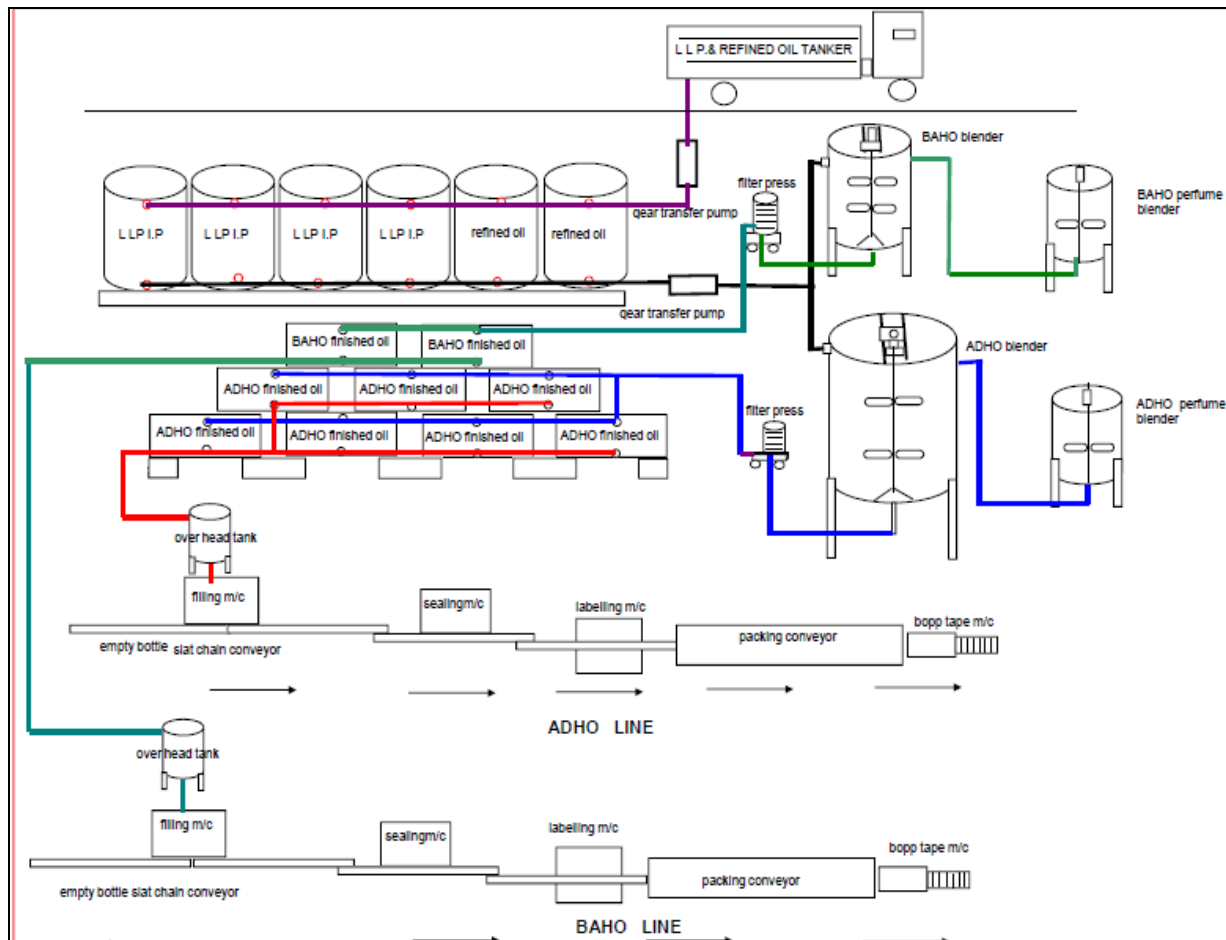 L L P.& REFINED OIL TANKER
BAHO blender
filter press
BAHO perfume
blender
gear transfer pump
L LP I.P
L LP I.P
L LP I.P
L LP I.P
refined oil
refined oil
gear transfer pump
BAHO finished oil
BAHO finished oil
ADHO blender
ADHO finished oil
ADHO finished oil
ADHO finished oil
ADHO perfume
blender
filter press
ADHO finished oil
ADHO finished oil
ADHO finished oil
ADHO finished oil
over head tank
filling m/c
sealingm/c
labelling m/c
packing conveyor
bopp tape m/c
empty bottle slat chain conveyor
ADHO LINE
over head tank
filling m/c
sealingm/c
labelling m/c
packing conveyor
bopp tape m/c
empty bottle slat chain conveyor
BAHO LINE